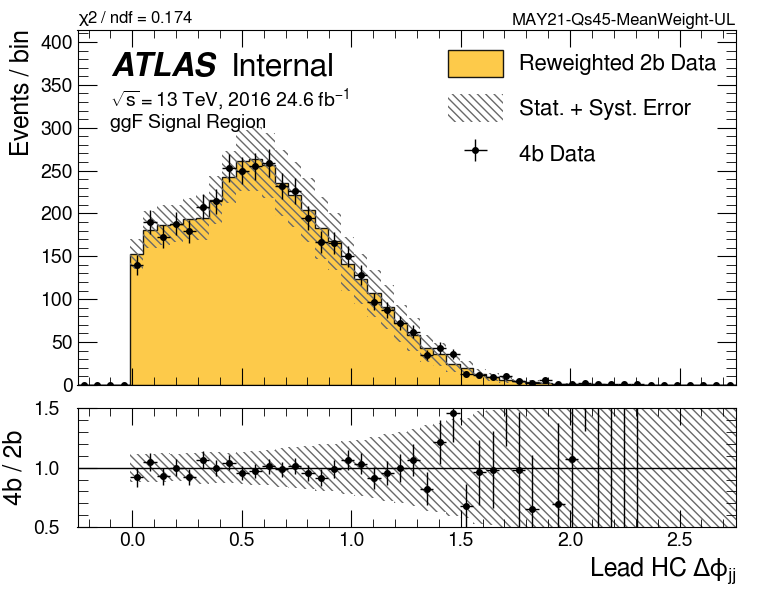 χ2 / ndf = 0.174
MAY21-Qs45-MeanWeight-UL
Events / bin
400
350
300
250
200
150
100
50
0
ATLAS Internal
√s = 13 TeV, 2016 24.6 fb⁻¹
ggF Signal Region
Reweighted 2b Data
Stat. + Syst. Error
4b Data
4b / 2b
1.5
1.0
0.5
0.0 0.5 1.0 1.5 2.0 2.5
Lead HC Δϕjj